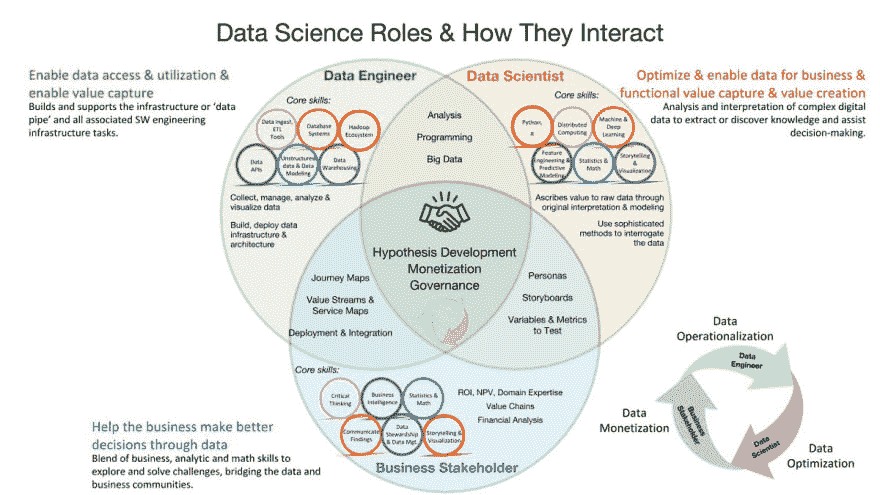 Data Science Roles & How They Interact
Enable data access & utilization &
enable value capture
Builds and supports the infrastructure or 'data
pipe' and all associated SW engineering
infrastructure tasks.
Data Engineer
Core skills:
Data Ingest,
ETL
Tools
Database
Systems
Hadoop
Ecosystem
Data
APIs
Unstructured
data & Data
Modeling
Data
Warehousing
Collect, manage, analyze &
visualize data
Build, deploy data
infrastructure &
architecture
Analysis
Programming
Big Data
Data Scientist
Core skills:
Python,
R
Distributed
Computing
Machine &
Deep
Learning
Feature
Engineering &
Predictive
Modeling
Statistics &
Math
Storytelling
&
Visualization
Ascribes value to raw data through
original interpretation & modeling
Use sophisticated
methods to interrogate
the data
Optimize & enable data for business &
functional value capture & value creation
Analysis and interpretation of complex digital
data to extract or discover knowledge and assist
decision-making.
Hypothesis Development
Monetization
Governance
Journey Maps
Value Streams &
Service Maps
Deployment & Integration
Personas
Storyboards
Variables & Metrics
to Test
Core skills:
Critical
Thinking
Business
Intelligence
Statistics &
Math
Communicate
Findings
Data
Stewardship
& Data Mgt.
Storytelling &
Visualization
ROI, NPV, Domain Expertise
Value Chains
Financial Analysis
Business Stakeholder
Help the business make better
decisions through data
Blend of business, analytic and math skills to
explore and solve challenges, bridging the data and
business communities.
Data
Operationalization
Data
Engineer
Data
Monetization
Business
Stakeholder
Data
Scientist
Data
Optimization